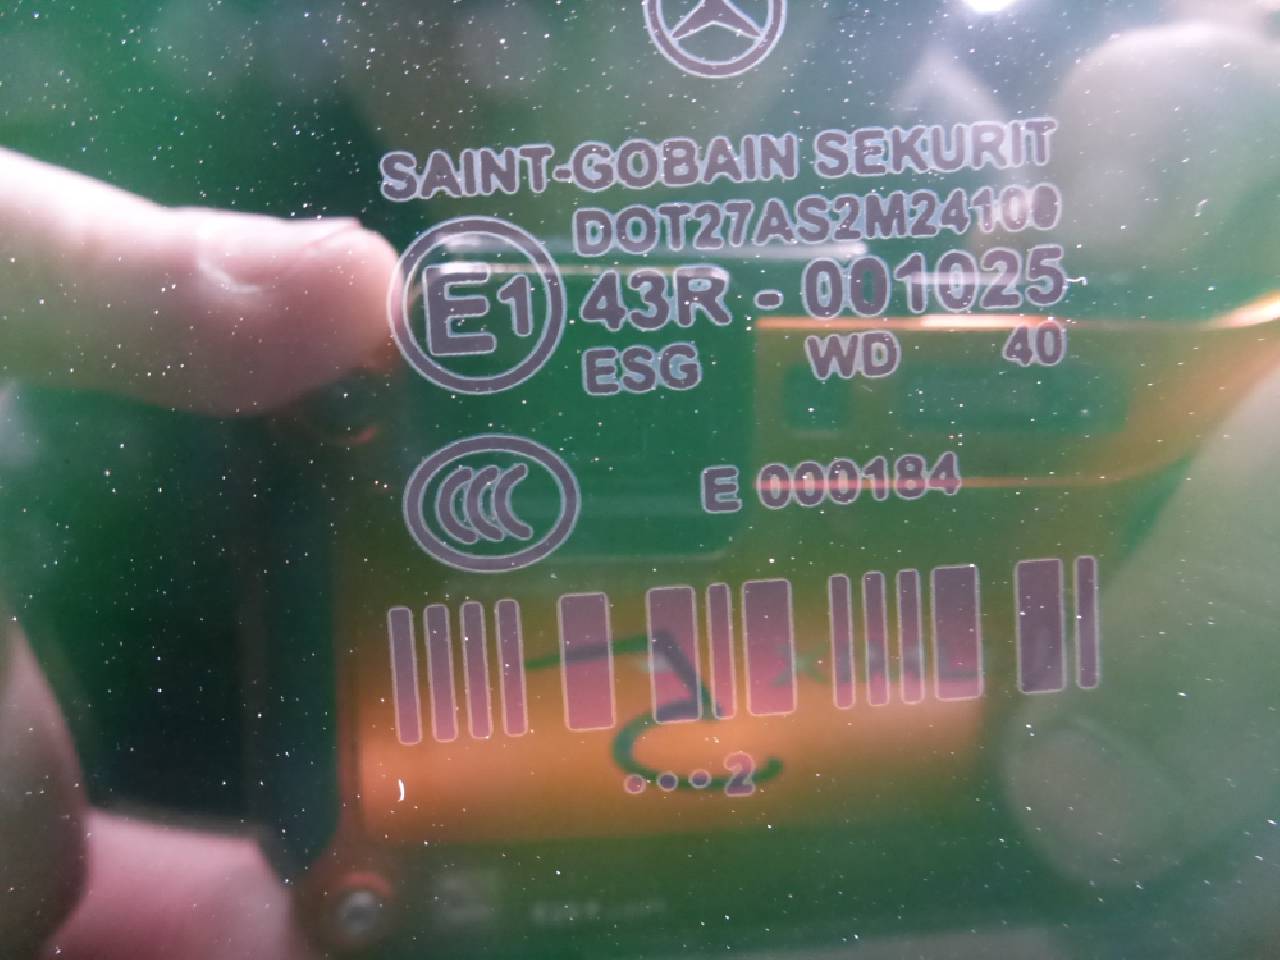 SAINT-GOBAIN SEKURIT
DOT27AS2M24100
E1 43R - 001025
ESG WD 40
E 000184
...2